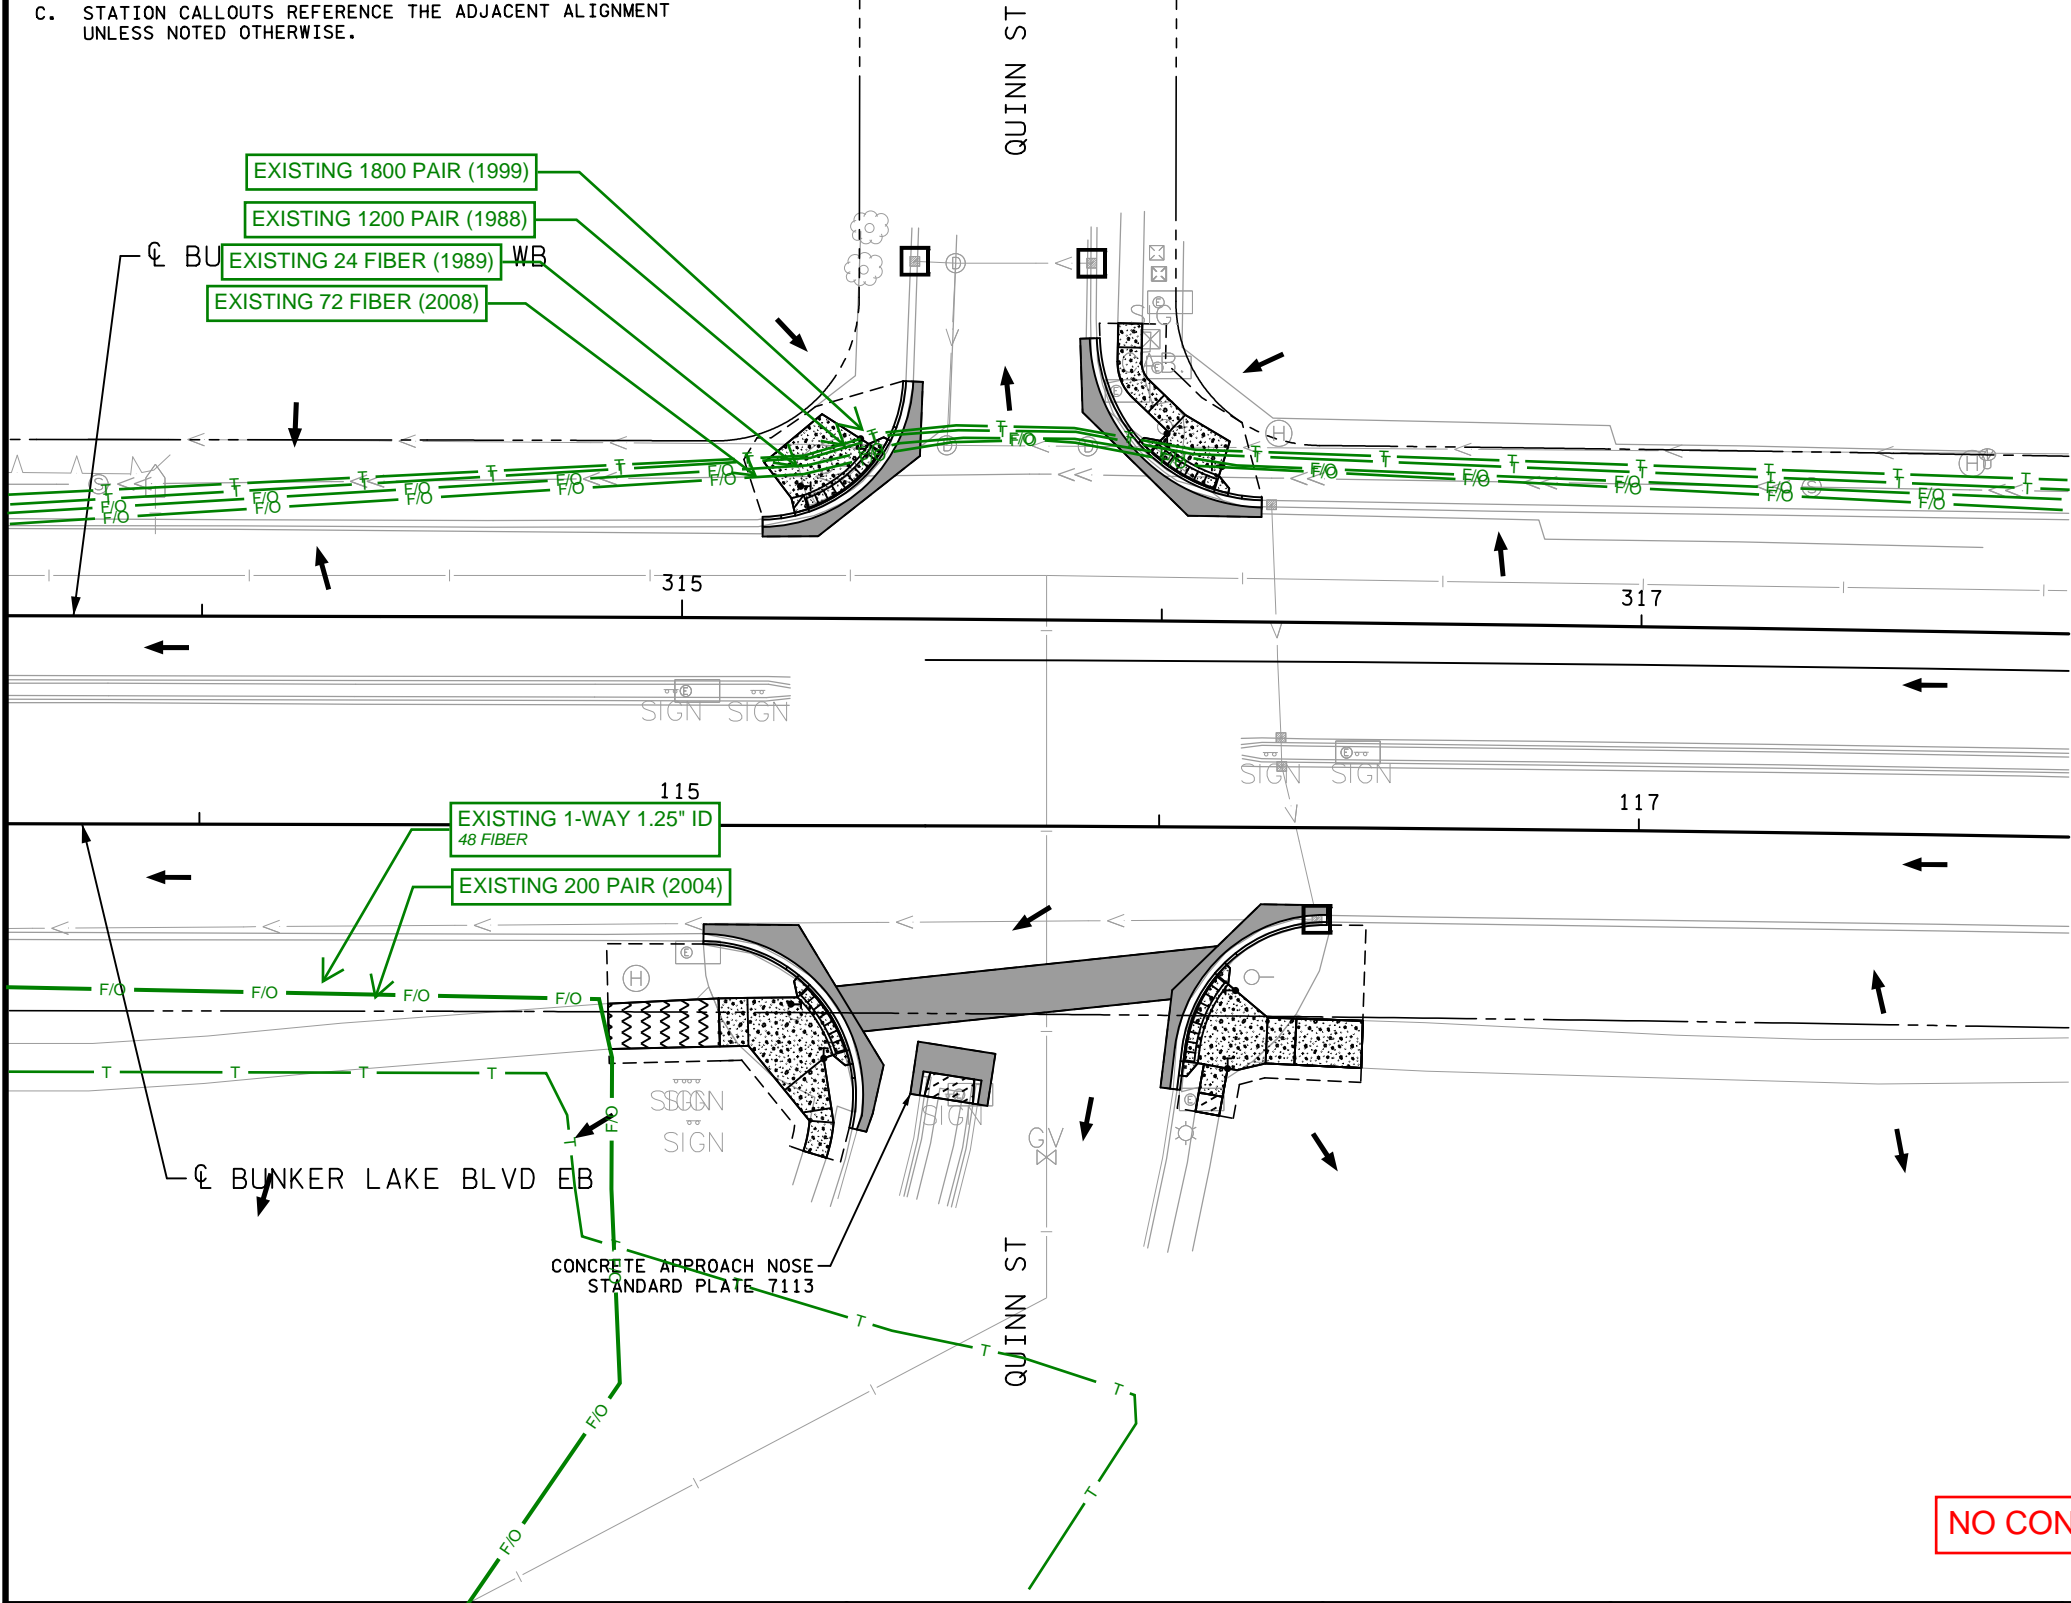 C. STATION CALLOUTS REFERENCE THE ADJACENT ALIGNMENT
UNLESS NOTED OTHERWISE.
QUINN ST
EXISTING 1800 PAIR (1999)
EXISTING 1200 PAIR (1988)
℄ BU
WB
EXISTING 24 FIBER (1989)
EXISTING 72 FIBER (2008)
D
E
SIG
E
E
H
D
D
H
S
S
T T T T T T T T T T T T T
F/O F/O F/O F/O F/O F/O F/O F/O F/O F/O
F/O F/O F/O F/O F/O F/O F/O F/O F/O
315
317
E
SIGN SIGN
E
SIGN SIGN
115
117
EXISTING 1-WAY 1.25" ID
48 FIBER
EXISTING 200 PAIR (2004)
E
H
F/O F/O F/O F/O
T T T T
SIGN
SIGN
SIGN
SIGN
E
GV
T
F/O
℄ BUNKER LAKE BLVD EB
QUINN ST
CONCRETE APPROACH NOSE
STANDARD PLATE 7113
T
F/O
T
T
T
T
F/O
T
F/O
NO CON